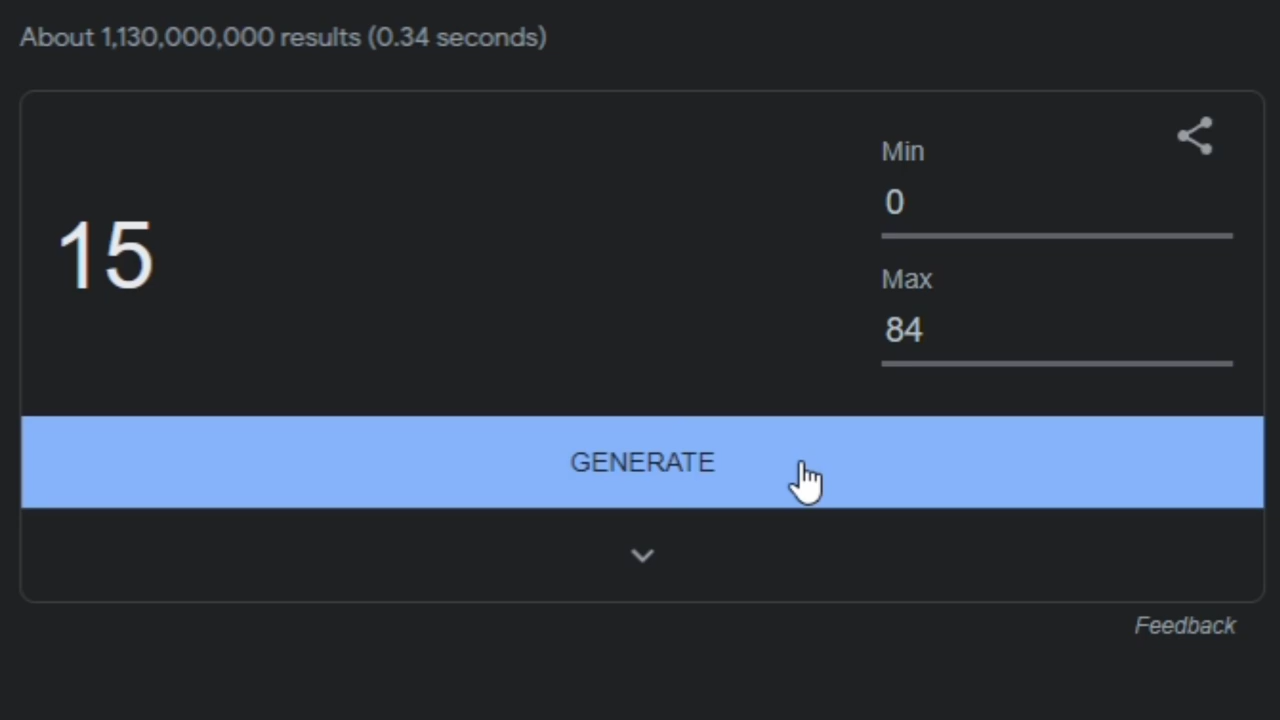 About 1,130,000,000 results (0.34 seconds)
Min
0
15
Max
84
GENERATE
Feedback